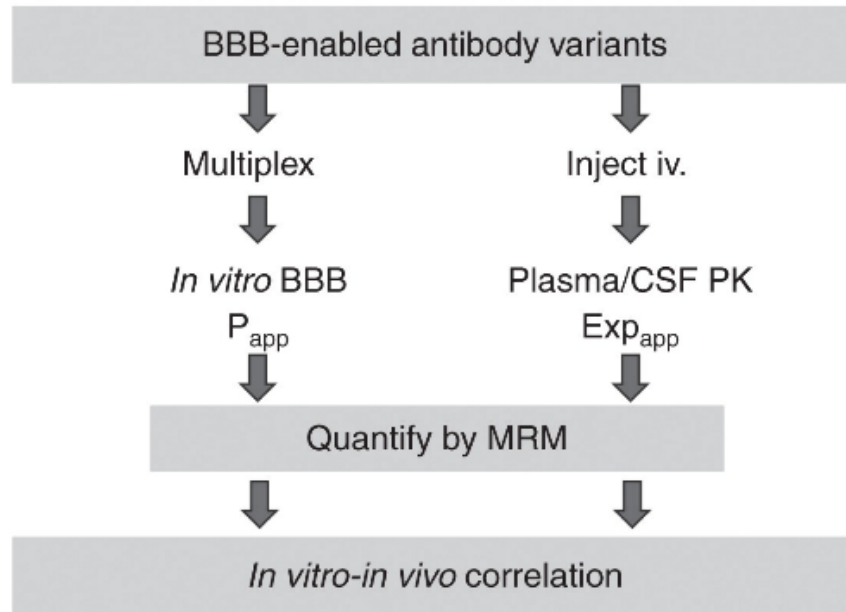 BBB-enabled antibody variants
Multiplex
Inject iv.
In vitro BBB
Papp
Plasma/CSF PK
Expapp
Quantify by MRM
In vitro-in vivo correlation